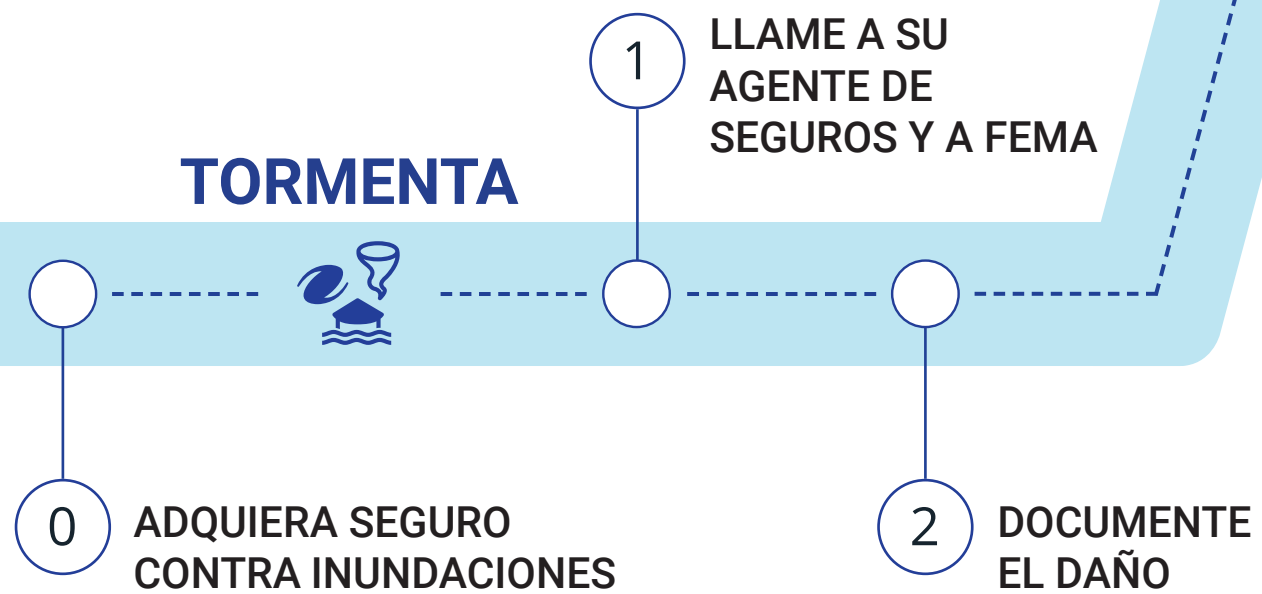 1
LLAME A SU
AGENTE DE
SEGUROS Y A FEMA
TORMENTA
0
ADQUIERA SEGURO
CONTRA INUNDACIONES
2
DOCUMENTE
EL DAÑO